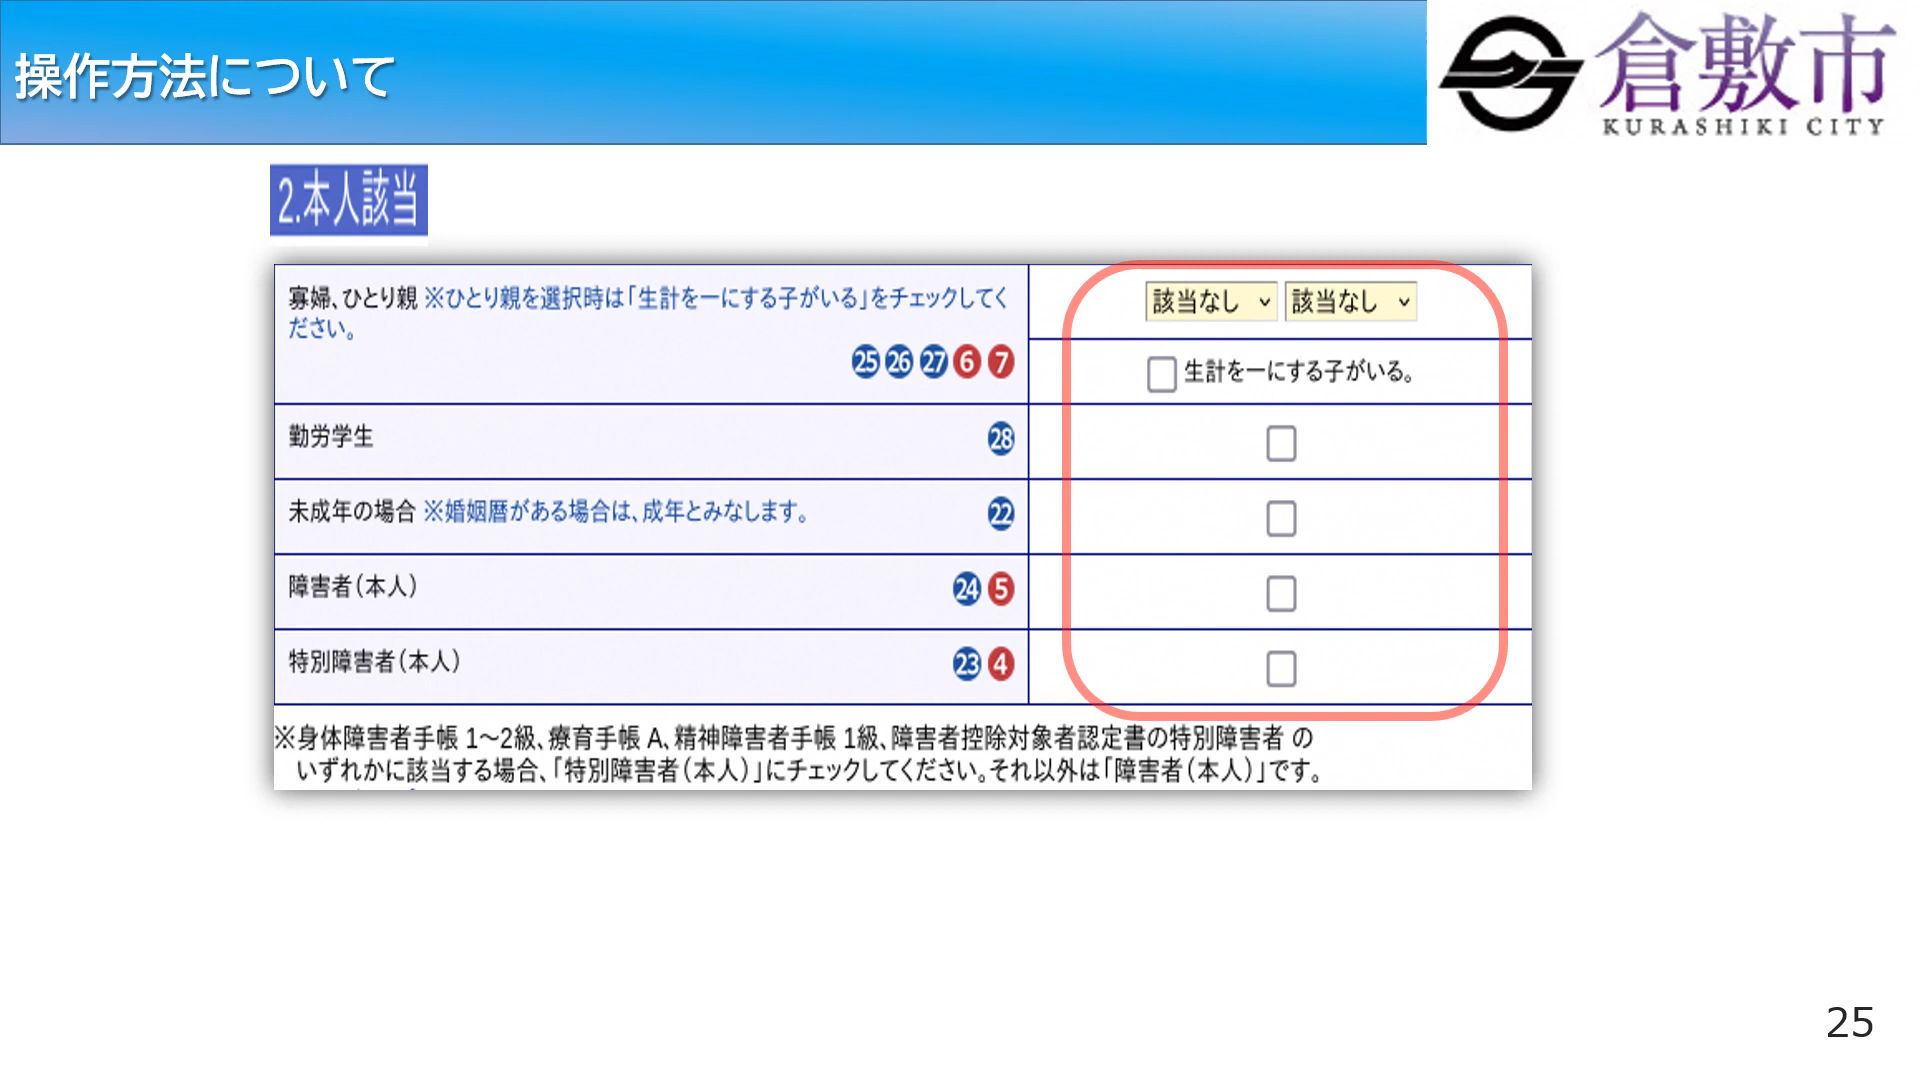 操作方法について
倉敷市
KURASHIKI CITY
2.本人該当
寡婦、ひとり親 ※ひとり親を選択時は「生計を一にする子がいる」をチェックしてく
ださい。
25 26 27 6 7
該当なし 該当なし
生計を一にする子がいる。
勤労学生 28
未成年の場合 ※婚姻暦がある場合は、成年とみなします。 22
障害者(本人) 24 5
特別障害者(本人) 23 4
※身体障害者手帳 1～2級、療育手帳 A、精神障害者手帳 1級、障害者控除対象者認定書の特別障害者 の
いずれかに該当する場合、「特別障害者(本人)」にチェックしてください。それ以外は「障害者(本人)」です。
25